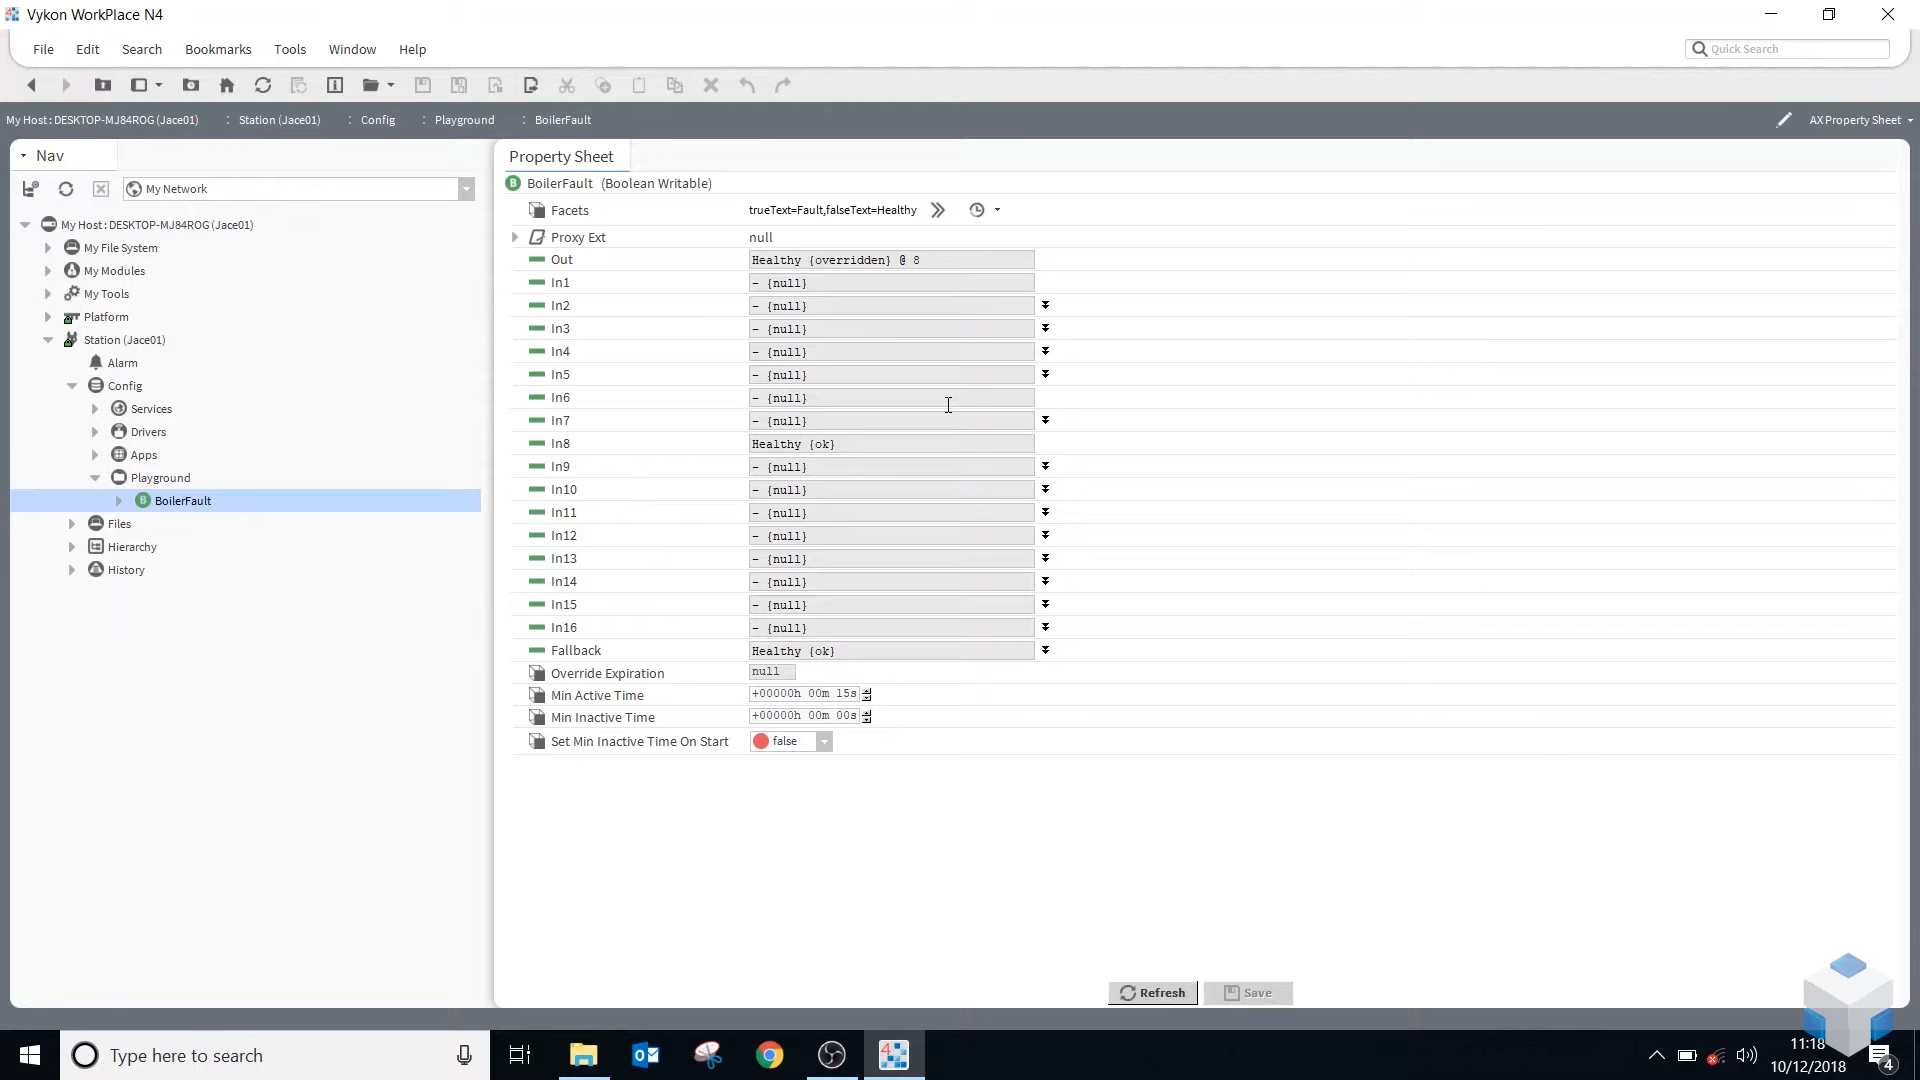 Vykon WorkPlace N4
File Edit Search Bookmarks Tools Window Help
Quick Search
My Host : DESKTOP-MJ84ROG (Jace01) : Station (Jace01) : Config : Playground : BoilerFault
AX Property Sheet
Nav
My Network
My Host : DESKTOP-MJ84ROG (Jace01)
My File System
My Modules
My Tools
Platform
Station (Jace01)
Alarm
Config
Services
Drivers
Apps
Playground
B BoilerFault
Files
Hierarchy
History
Property Sheet
B BoilerFault (Boolean Writable)
Facets trueText=Fault,falseText=Healthy
Proxy Ext null
Out Healthy {overridden} @ 8
In1 - {null}
In2 - {null}
In3 - {null}
In4 - {null}
In5 - {null}
In6 - {null}
In7 - {null}
In8 Healthy {ok}
In9 - {null}
In10 - {null}
In11 - {null}
In12 - {null}
In13 - {null}
In14 - {null}
In15 - {null}
In16 - {null}
Fallback Healthy {ok}
Override Expiration null
Min Active Time +00000h 00m 15s
Min Inactive Time +00000h 00m 00s
Set Min Inactive Time On Start false
Refresh Save
Type here to search
11:18
10/12/2018
4